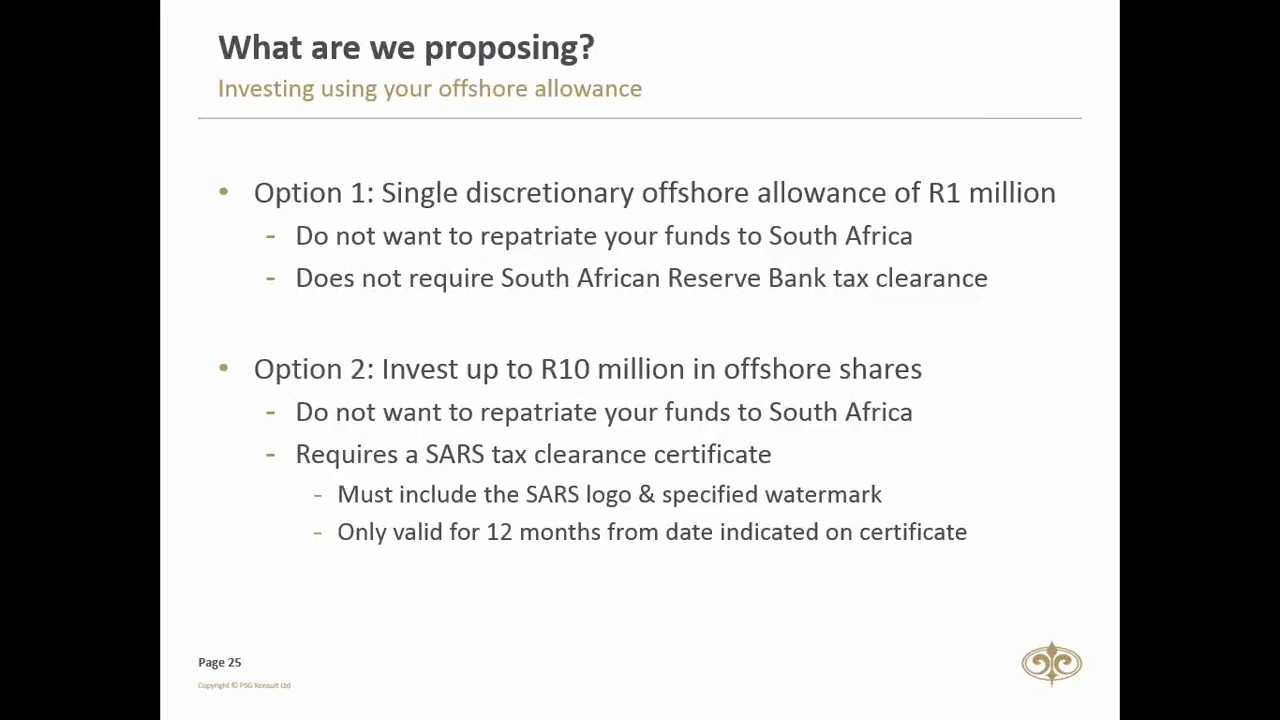 What are we proposing?
Investing using your offshore allowance
• Option 1: Single discretionary offshore allowance of R1 million
- Do not want to repatriate your funds to South Africa
- Does not require South African Reserve Bank tax clearance
• Option 2: Invest up to R10 million in offshore shares
- Do not want to repatriate your funds to South Africa
- Requires a SARS tax clearance certificate
- Must include the SARS logo & specified watermark
- Only valid for 12 months from date indicated on certificate
Page 25
Copyright © PSG Konsult Ltd